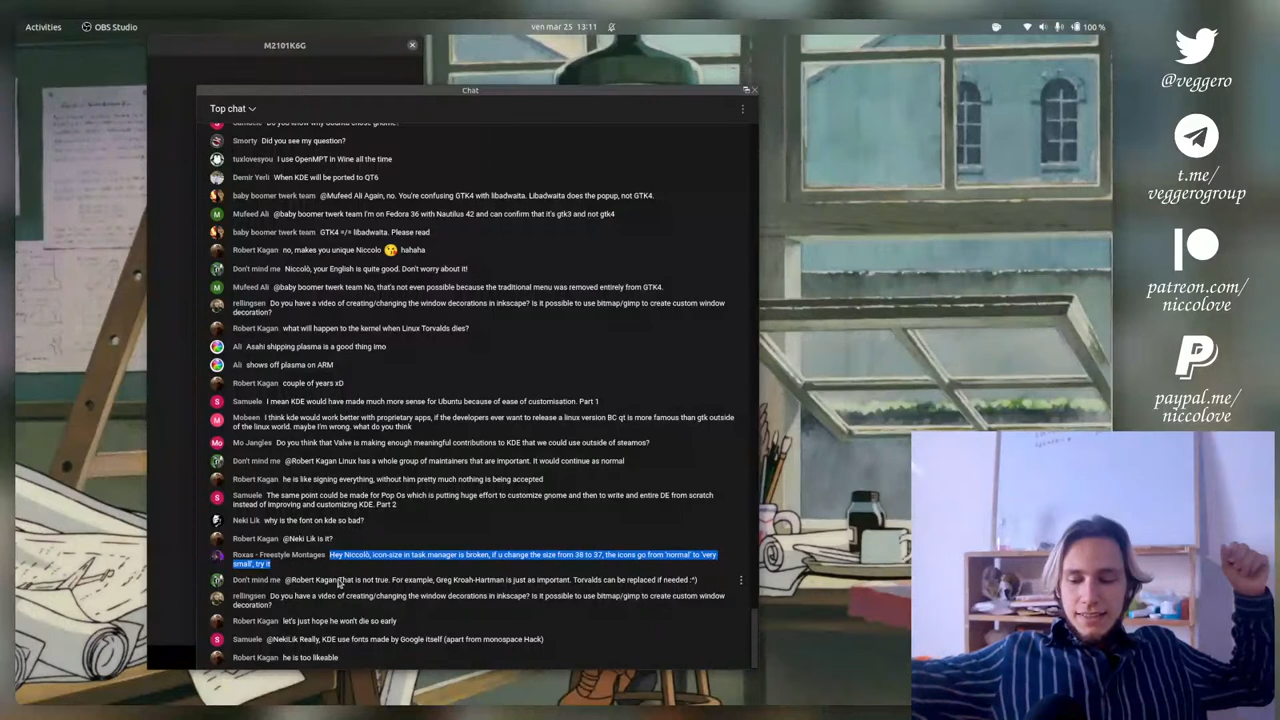 Activities
OBS Studio
ven mar 25 13:11
100 %
M2101K6G
Chat
Top chat
Smorty Did you see my question?
tuxlovesyou I use OpenMPT in Wine all the time
Demir Yerli When KDE will be ported to QT6
baby boomer twerk team @Mufeed Ali Again, no. You're confusing GTK4 with libadwaita. Libadwaita does the popup, not GTK4.
Mufeed Ali @baby boomer twerk team I'm on Fedora 36 with Nautilus 42 and can confirm that it's gtk3 and not gtk4
baby boomer twerk team GTK4 =/= libadwaita. Please read
Robert Kagan no, makes you unique Niccolo 😘 hahaha
Don't mind me Niccolò, your English is quite good. Don't worry about it!
Mufeed Ali @baby boomer twerk team No, that's not even possible because the traditional menu was removed entirely from GTK4.
rellingsen Do you have a video of creating/changing the window decorations in inkscape? Is it possible to use bitmap/gimp to create custom window
decoration?
Robert Kagan what will happen to the kernel when Linux Torvalds dies?
Ali Asahi shipping plasma is a good thing imo
Ali shows off plasma on ARM
Robert Kagan couple of years xD
Samuele I mean KDE would have made much more sense for Ubuntu because of ease of customisation. Part 1
Mobeen I think kde would work better with proprietary apps, if the developers ever want to release a linux version BC qt is more famous than gtk outside
of the linux world. maybe I'm wrong. what do you think
Mo Jangles Do you think that Valve is making enough meaningful contributions to KDE that we could use outside of steamos?
Don't mind me @Robert Kagan Linux has a whole group of maintainers that are important. It would continue as normal
Robert Kagan he is like signing everything, without him pretty much nothing is being accepted
Samuele The same point could be made for Pop Os which is putting huge effort to customize gnome and then to write and entire DE from scratch
instead of improving and customizing KDE. Part 2
Neki Lik why is the font on kde so bad?
Robert Kagan @Neki Lik is it?
Roxas - Freestyle Montages Hey Niccolò, icon-size in task manager is broken, if u change the size from 38 to 37, the icons go from 'normal' to 'very
small', try it
Don't mind me @Robert Kagan That is not true. For example, Greg Kroah-Hartman is just as important. Torvalds can be replaced if needed :^)
rellingsen Do you have a video of creating/changing the window decorations in inkscape? Is it possible to use bitmap/gimp to create custom window
decoration?
Robert Kagan let's just hope he won't die so early
Samuele @NekiLik Really, KDE use fonts made by Google itself (apart from monospace Hack)
Robert Kagan he is too likeable
@veggero
t.me/
veggerogroup
patreon.com/
niccolove
paypal.me/
niccolove